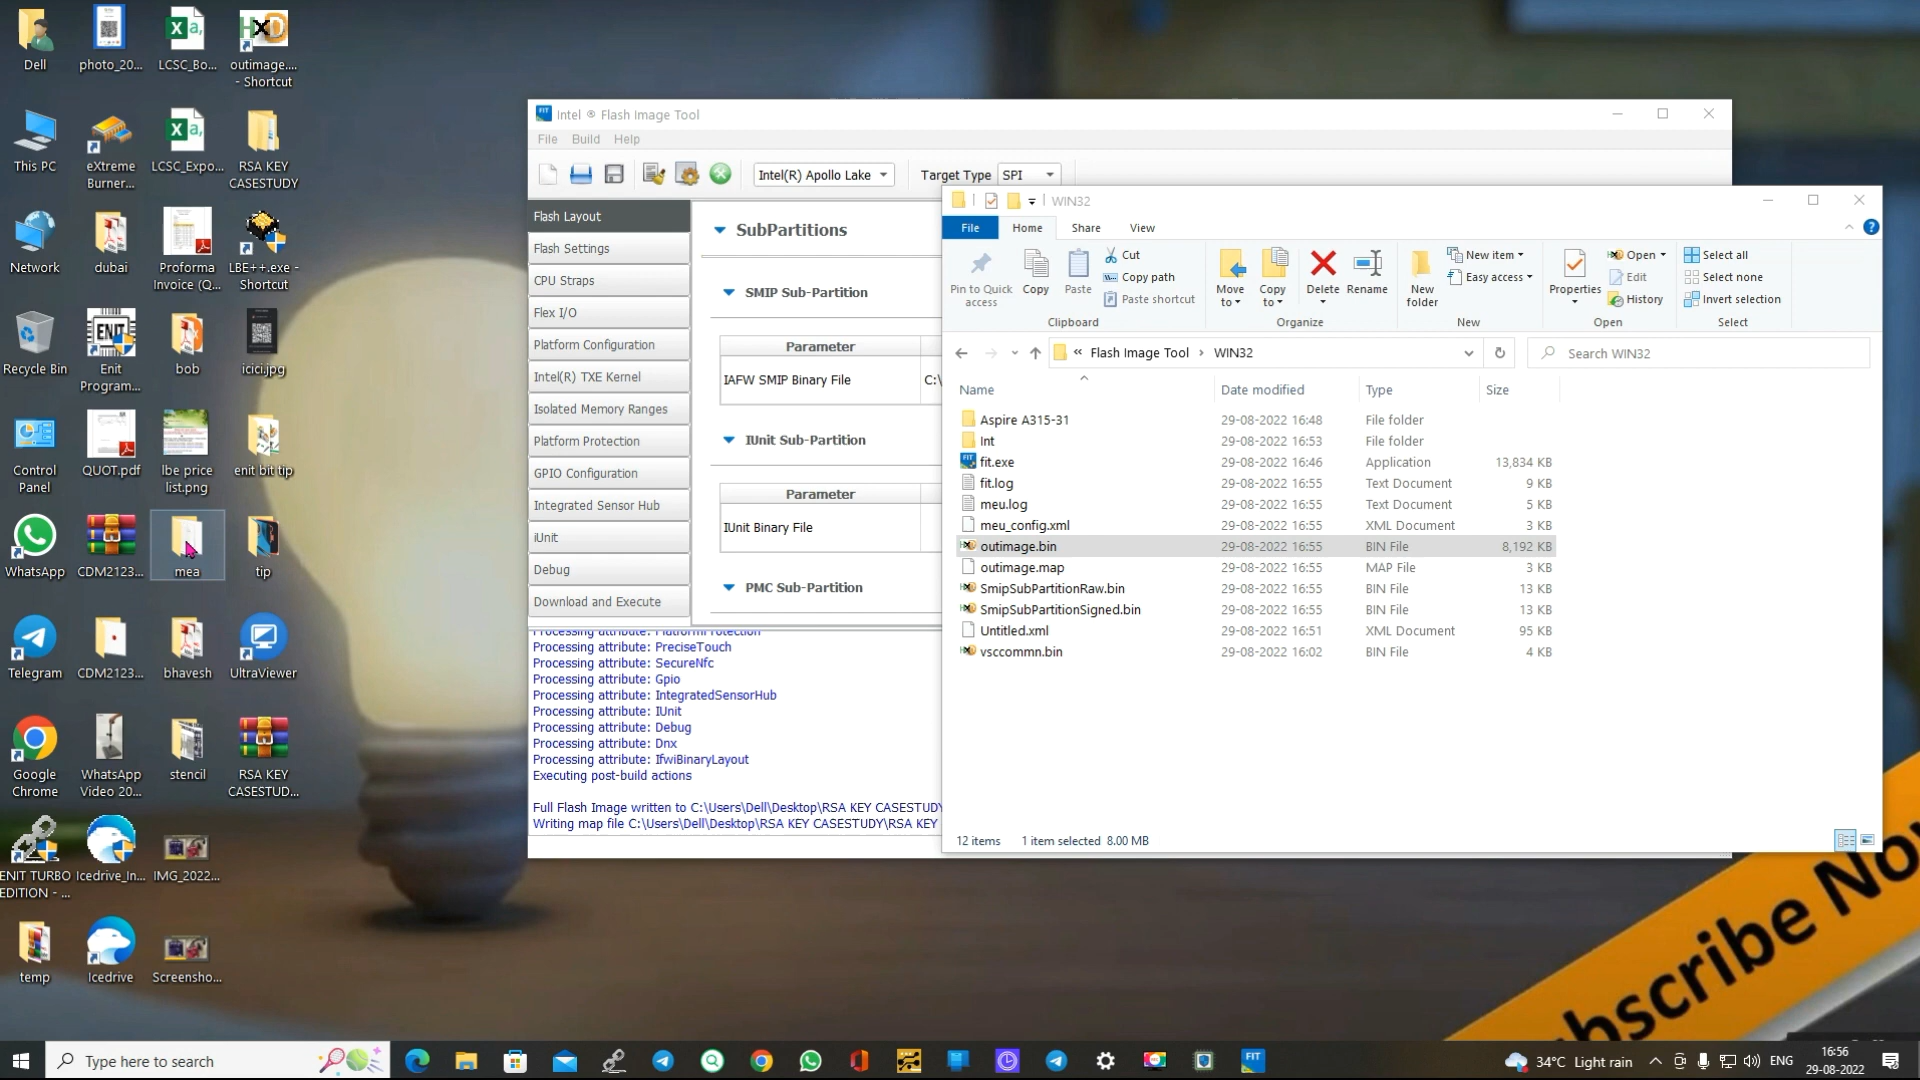 Dell
photo_20...
LCSC_Bo...
outimage....
- Shortcut
This PC
eXtreme
Burner...
LCSC_Expo...
RSA KEY
CASESTUDY
Network
dubai
Proforma
Invoice (Q...
LBE++.exe -
Shortcut
Recycle Bin
ENIT
Enit
Program...
bob
icici.jpg
Control
Panel
QUOT.pdf
lbe price
list.png
enit bit tip
WhatsApp
CDM2123...
mea
tip
Telegram
CDM2123...
bhavesh
UltraViewer
Google
Chrome
WhatsApp
Video 20...
stencil
RSA KEY
CASESTUD...
ENIT TURBO
EDITION - ...
Icedrive_In...
IMG_2022...
temp
Icedrive
Screensho...
Intel ® Flash Image Tool
File Build Help
Intel(R) Apollo Lake
Target Type SPI
Flash Layout
Flash Settings
CPU Straps
Flex I/O
Platform Configuration
Intel(R) TXE Kernel
Isolated Memory Ranges
Platform Protection
GPIO Configuration
Integrated Sensor Hub
iUnit
Debug
Download and Execute
SubPartitions
SMIP Sub-Partition
Parameter
IAFW SMIP Binary File C:\
IUnit Sub-Partition
Parameter
IUnit Binary File
PMC Sub-Partition
Processing attribute: PlatformProtection
Processing attribute: PreciseTouch
Processing attribute: SecureNfc
Processing attribute: Gpio
Processing attribute: IntegratedSensorHub
Processing attribute: IUnit
Processing attribute: Debug
Processing attribute: Dnx
Processing attribute: IfwiBinaryLayout
Executing post-build actions
Full Flash Image written to C:\Users\Dell\Desktop\RSA KEY CASESTUDY
Writing map file C:\Users\Dell\Desktop\RSA KEY CASESTUDY\RSA KEY
WIN32
File Home Share View
Pin to Quick
access
Copy
Paste
Cut
Copy path
Paste shortcut
Clipboard
Move
to
Copy
to
Delete
Rename
Organize
New
folder
New item
Easy access
New
Properties
Open
Edit
History
Open
Select all
Select none
Invert selection
Select
« Flash Image Tool › WIN32
Search WIN32
Name Date modified Type Size
Aspire A315-31 29-08-2022 16:48 File folder
Int 29-08-2022 16:53 File folder
fit.exe 29-08-2022 16:46 Application 13,834 KB
fit.log 29-08-2022 16:55 Text Document 9 KB
meu.log 29-08-2022 16:55 Text Document 5 KB
meu_config.xml 29-08-2022 16:55 XML Document 3 KB
outimage.bin 29-08-2022 16:55 BIN File 8,192 KB
outimage.map 29-08-2022 16:55 MAP File 3 KB
SmipSubPartitionRaw.bin 29-08-2022 16:55 BIN File 13 KB
SmipSubPartitionSigned.bin 29-08-2022 16:55 BIN File 13 KB
Untitled.xml 29-08-2022 16:51 XML Document 95 KB
vsccommn.bin 29-08-2022 16:02 BIN File 4 KB
12 items 1 item selected 8.00 MB
bscribe No
bscribe Now
Type here to search
FIT
34°C Light rain
ENG
16:56
29-08-2022